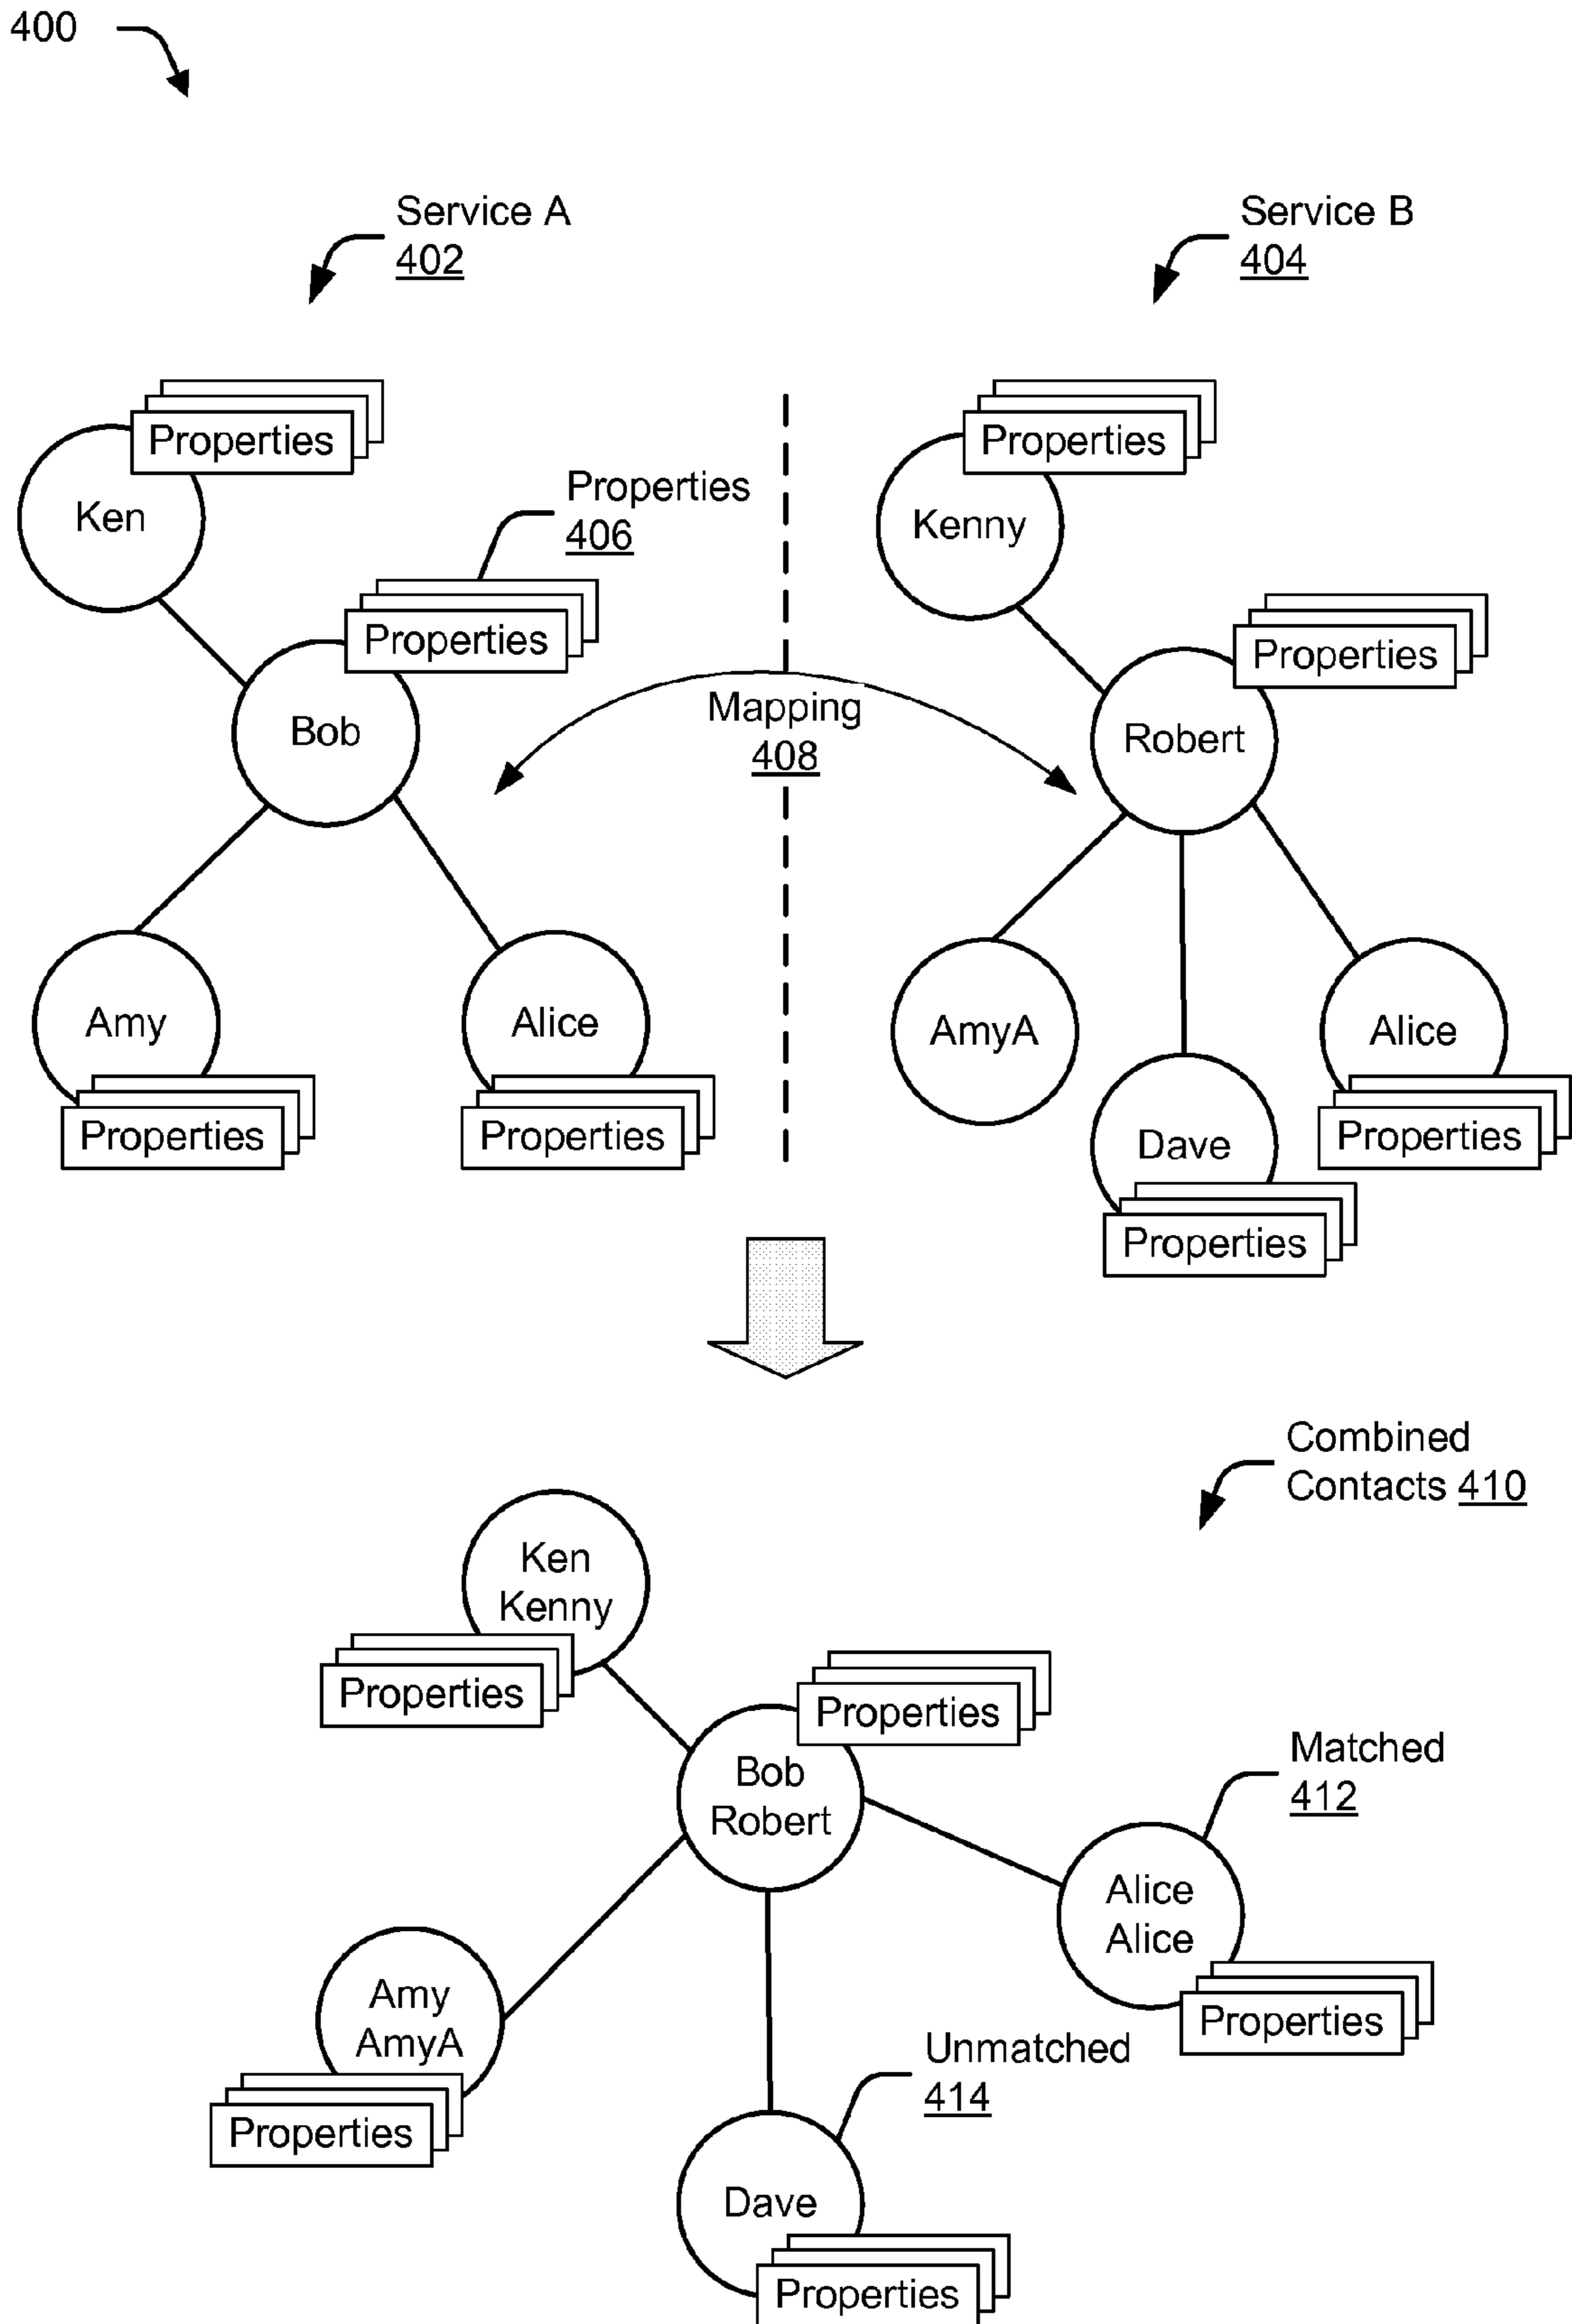 400
Service A
402
Service B
404
Properties
Ken
Properties
406
Properties
Bob
Properties
Kenny
Properties
Robert
Mapping
408
Amy
Properties
Alice
Properties
AmyA
Dave
Properties
Alice
Properties
Combined
Contacts 410
Ken
Kenny
Properties
Properties
Bob
Robert
Matched
412
Alice
Alice
Properties
Amy
AmyA
Properties
Unmatched
414
Dave
Properties